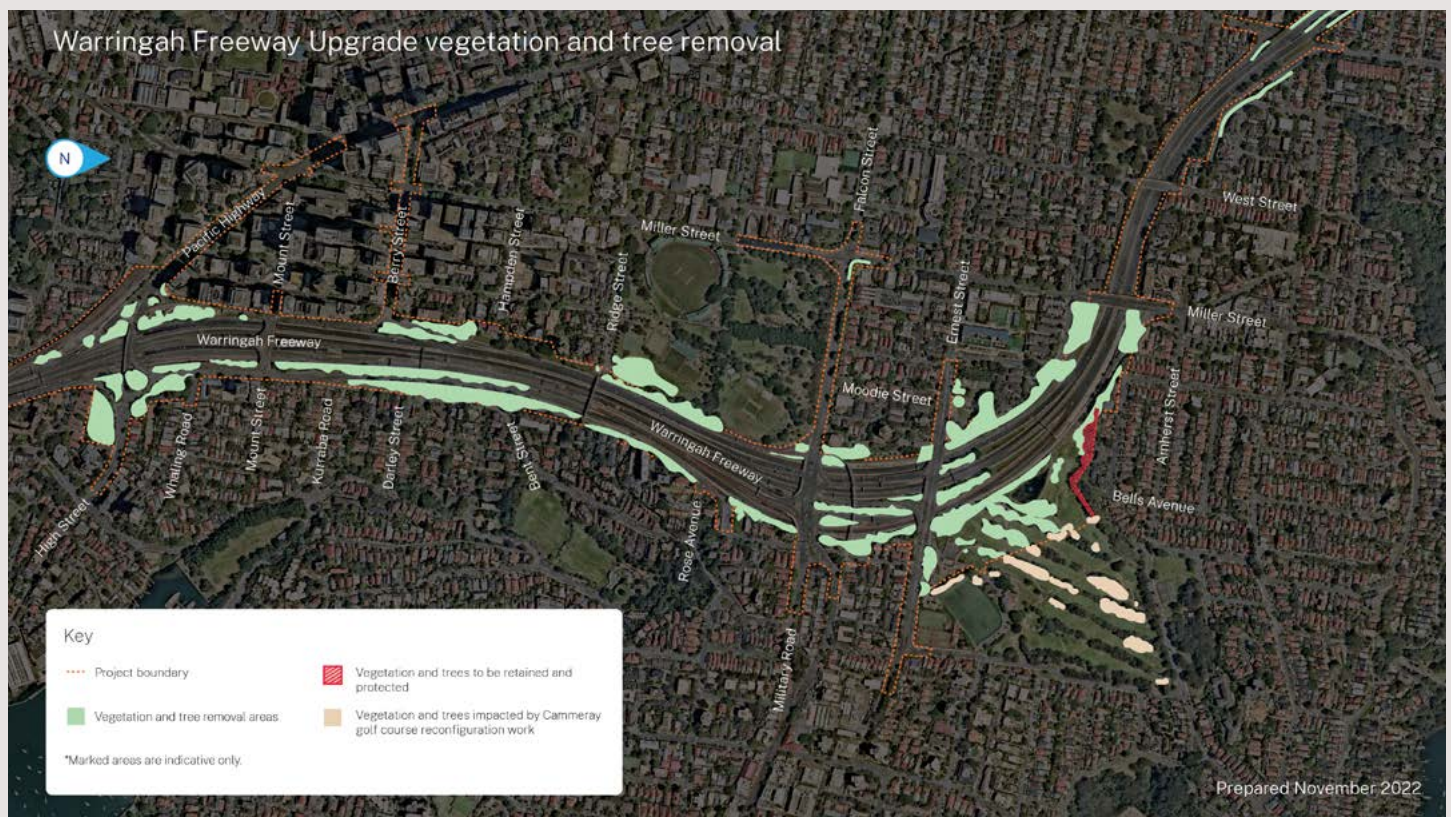 Warringah Freeway Upgrade vegetation and tree removal
N
Pacific Highway
Mount Street
Berry Street
Hampden Street
Ridge Street
Miller Street
Falcon Street
Ernest Street
West Street
Miller Street
Warringah Freeway
Moodie Street
Amherst Street
Warringah Freeway
Bells Avenue
High Street
Whaling Road
Mount Street
Kurraba Road
Darley Street
Bent Street
Rose Avenue
Military Road
Key
Project boundary
Vegetation and tree removal areas
*Marked areas are indicative only.
Vegetation and trees to be retained and
protected
Vegetation and trees impacted by Cammeray
golf course reconfiguration work
Prepared November 2022